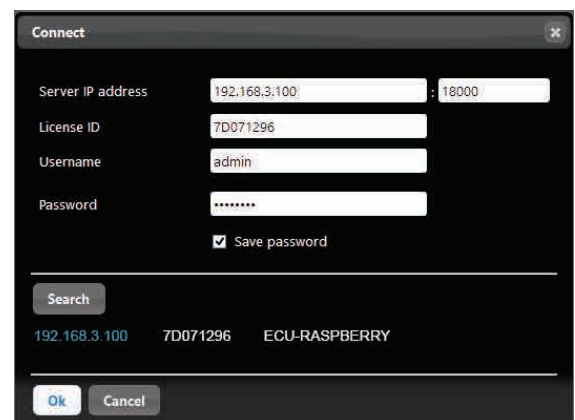 Connect
Server IP address 192.168.3.100 : 18000
License ID 7D071296
Username admin
Password ••••••••
Save password
Search
192.168.3.100 7D071296 ECU-RASPBERRY
Ok Cancel